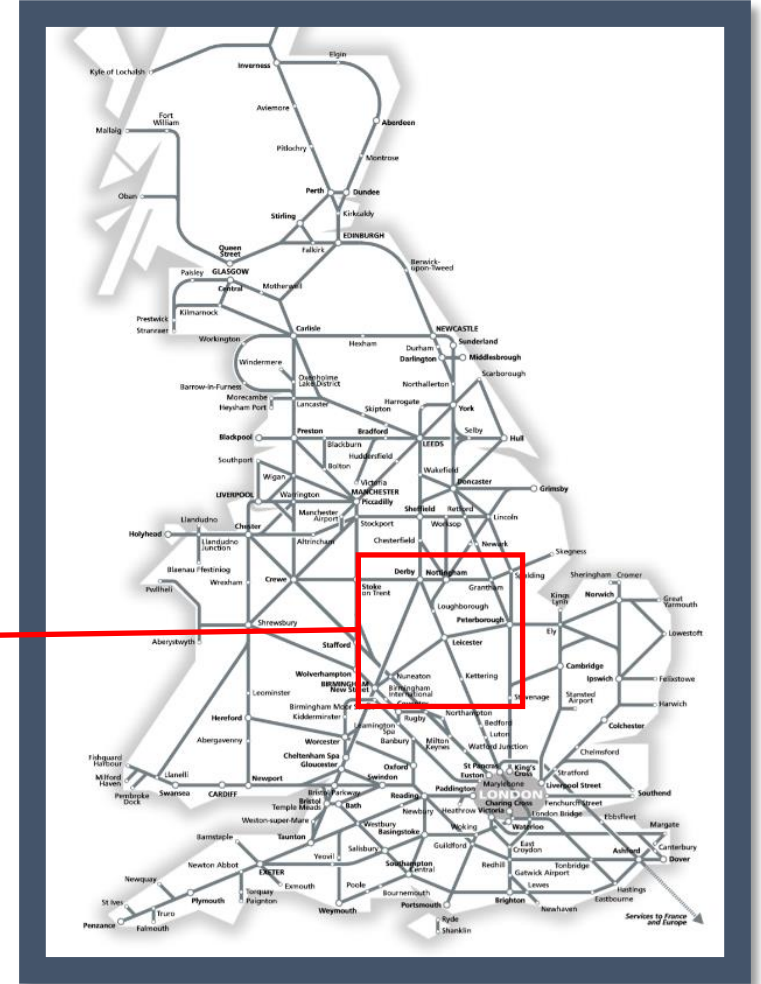 Elgin
Inverness
Kyle of Lochalsh
Aviemore
Fort
William
Mallaig
Aberdeen
Pitlochry
Montrose
Perth
Dundee
Oban
Kirkcaldy
Stirling
EDINBURGH
Queen
Street
Falkirk
Berwick-
upon-Tweed
Paisley
GLASGOW
Central
Motherwell
Prestwick
Kilmarnock
Stranraer
Carlisle
NEWCASTLE
Sunderland
Workington
Hexham
Durham
Darlington
Middlesbrough
Windermere
Scarborough
Oxenholme
Lake District
Northallerton
Barrow-in-Furness
Morecambe
Heysham Port
Lancaster
Harrogate
York
Skipton
Blackpool
Preston
Bradford
Selby
Hull
Blackburn
LEEDS
Huddersfield
Southport
Bolton
Wakefield
Wigan
Victoria
Doncaster
LIVERPOOL
Warrington
MANCHESTER
Piccadilly
Grimsby
Manchester
Airport
Sheffield
Retford
Lincoln
Llandudno
Chester
Stockport
Worksop
Holyhead
Llandudno
Junction
Altrincham
Chesterfield
Newark
Skegness
Blaenau Ffestiniog
Derby
Nottingham
Spalding
Sheringham
Cromer
Pwllheli
Wrexham
Crewe
Stoke
on Trent
Grantham
Kings
Lynn
Norwich
Great
Yarmouth
Loughborough
Shrewsbury
Peterborough
Ely
Lowestoft
Aberystwyth
Stafford
Leicester
Wolverhampton
Cambridge
BIRMINGHAM
New Street
Nuneaton
Kettering
Ipswich
Felixstowe
Leominster
Birmingham
International
Stevenage
Stansted
Airport
Harwich
Birmingham Moor
Coventry
Hereford
Kidderminster
Rugby
Northampton
Colchester
Leamington
Spa
Bedford
Abergavenny
Worcester
Banbury
Milton
Keynes
Luton
Watford Junction
Chelmsford
Fishguard
Harbour
Cheltenham Spa
Gloucester
Oxford
St Pancras
King's
Cross
Euston
Stratford
Milford
Haven
Llanelli
Newport
Swindon
Paddington
Marylebone
Liverpool Street
Pembroke
Dock
Swansea
CARDIFF
Bristol Parkway
Reading
LONDON
Southend
Bristol
Temple Meads
Bath
Newbury
Heathrow
Victoria
Charing Cross
Fenchurch Street
London Bridge
Ebbsfleet
Weston-super-Mare
Westbury
Basingstoke
Woking
Waterloo
Margate
Barnstaple
Taunton
Salisbury
Guildford
East
Croydon
Canterbury
Ashford
Dover
Newton Abbot
Yeovil
Southampton
Central
Redhill
Tonbridge
Gatwick Airport
Newquay
EXETER
Exmouth
Poole
Bournemouth
Lewes
Hastings
St Ives
Plymouth
Torquay
Paignton
Weymouth
Portsmouth
Brighton
Newhaven
Eastbourne
Truro
Penzance
Falmouth
Ryde
Shanklin
Services to France
and Europe